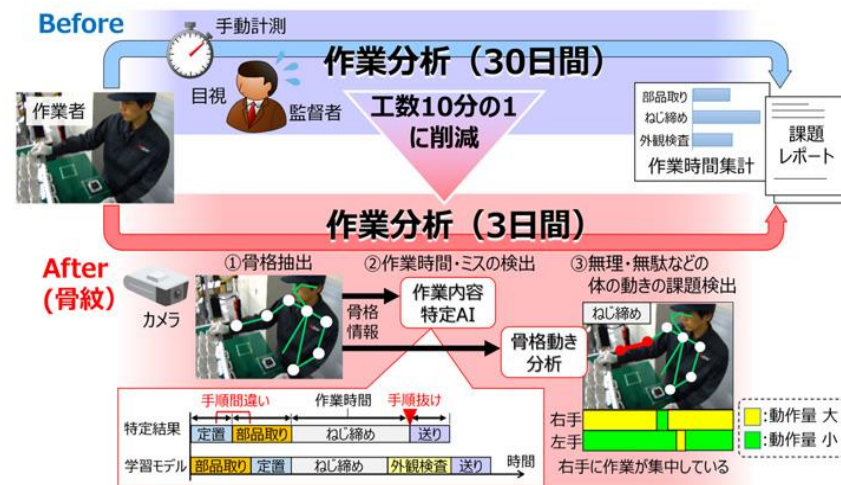 Before
手動計測
作業分析（30日間）
目視
監督者
作業者
工数10分の1
に削減
部品取り
ねじ締め
外観検査
作業時間集計
課題
レポート
作業分析（3日間）
After
(骨紋)
カメラ
①骨格抽出
②作業時間・ミスの検出
③無理・無駄などの
体の動きの課題検出
骨格
情報
作業内容
特定AI
骨格動き
分析
ねじ締め
手順間違い
作業時間
手順抜け
特定結果
定置
部品取り
ねじ締め
送り
学習モデル
部品取り
定置
ねじ締め
外観検査
送り
時間
右手
左手
右手に作業が集中している
:動作量 大
:動作量 小